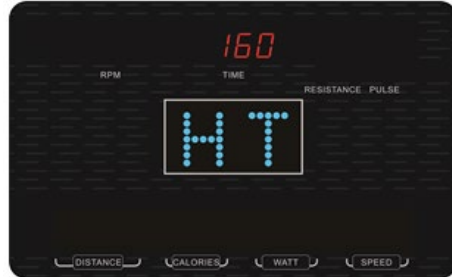 160
RPM TIME
RESISTANCE PULSE
HT
DISTANCE CALORIES WATT SPEED